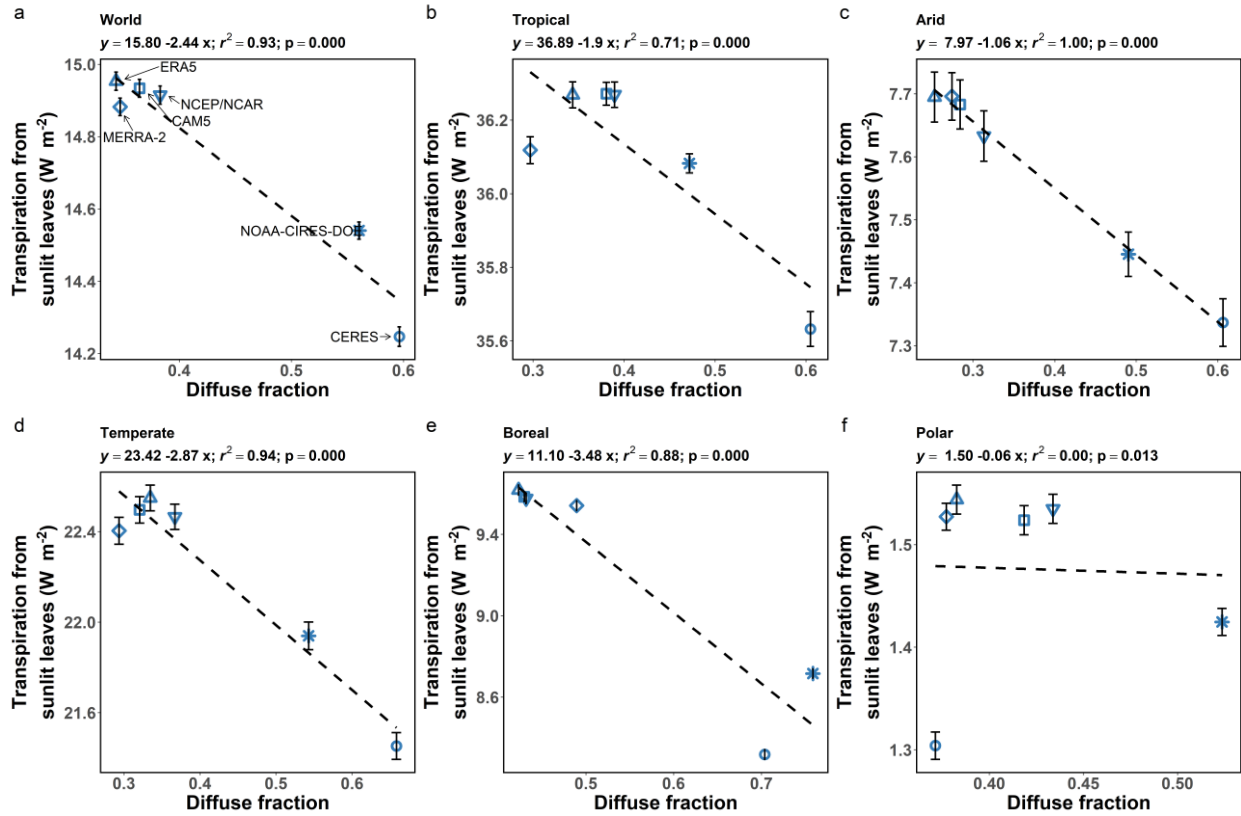 a
World
y = 15.80 -2.44 x; r² = 0.93; p = 0.000
15.0
14.8
14.6
14.4
14.2
0.4
0.5
0.6
Transpiration from
sunlit leaves (W m⁻²)
Diffuse fraction
ERA5
NCEP/NCAR
CAM5
MERRA-2
NOAA-CIRES-DOE
CERES
b
Tropical
y = 36.89 -1.9 x; r² = 0.71; p = 0.000
36.2
36.0
35.8
35.6
0.3
0.4
0.5
0.6
Transpiration from
sunlit leaves (W m⁻²)
Diffuse fraction
c
Arid
y = 7.97 -1.06 x; r² = 1.00; p = 0.000
7.7
7.6
7.5
7.4
7.3
0.2
0.3
0.4
0.5
0.6
Transpiration from
sunlit leaves (W m⁻²)
Diffuse fraction
d
Temperate
y = 23.42 -2.87 x; r² = 0.94; p = 0.000
22.4
22.0
21.6
0.3
0.4
0.5
0.6
Transpiration from
sunlit leaves (W m⁻²)
Diffuse fraction
e
Boreal
y = 11.10 -3.48 x; r² = 0.88; p = 0.000
9.4
9.0
8.6
0.5
0.6
0.7
Transpiration from
sunlit leaves (W m⁻²)
Diffuse fraction
f
Polar
y = 1.50 -0.06 x; r² = 0.00; p = 0.013
1.5
1.4
1.3
0.40
0.45
0.50
Transpiration from
sunlit leaves (W m⁻²)
Diffuse fraction